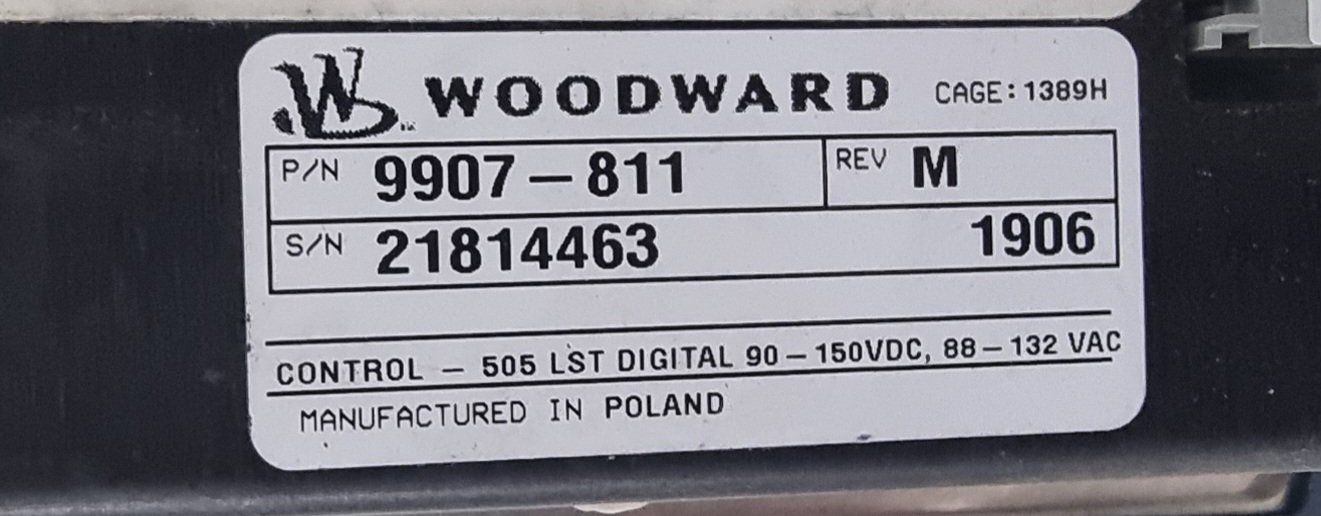 WOODWARD CAGE: 1389H
P/N 9907-811 REV M
S/N 21814463 1906
CONTROL - 505 LST DIGITAL 90-150VDC, 88-132 VAC
MANUFACTURED IN POLAND